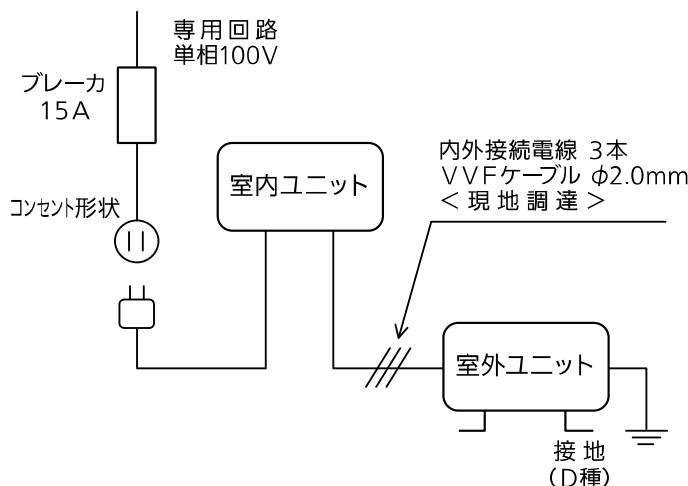 専用回路
単相100V
ブレーカ
15A
コンセント形状
室内ユニット
内外接続電線 3本
VVFケーブル φ2.0mm
<現地調達>
室外ユニット
接地
(D種)